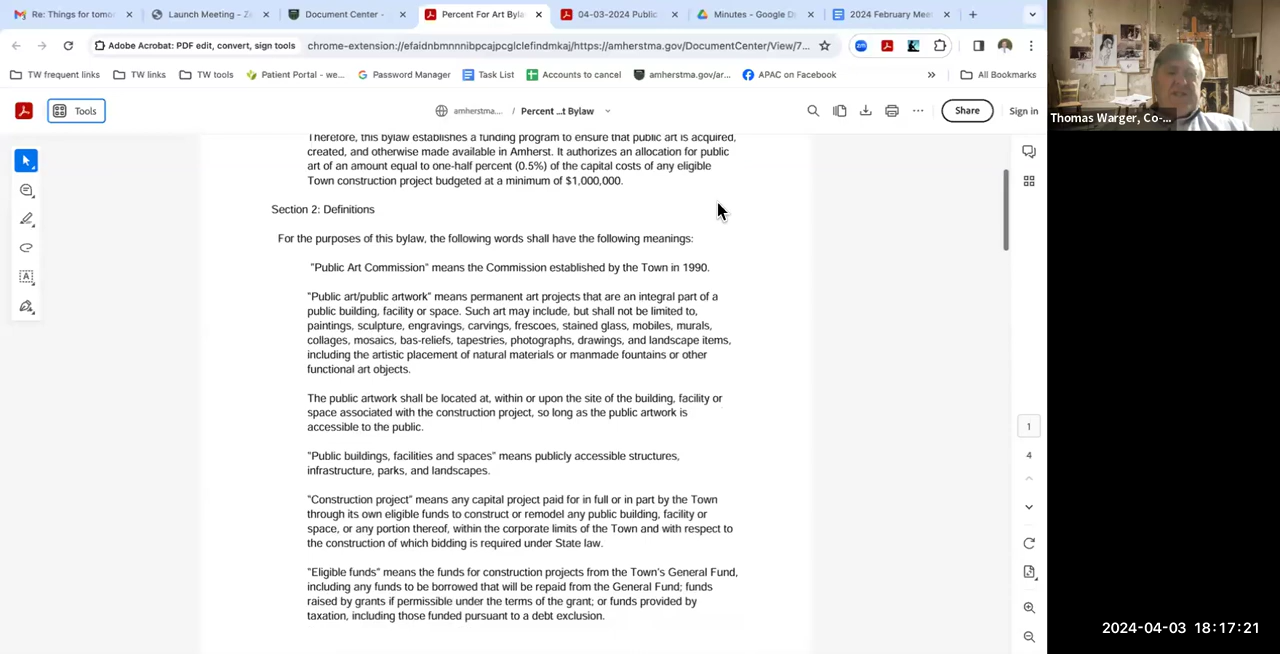 Re: Things for tomor
Launch Meeting - Z
Document Center -
Percent For Art Byla
04-03-2024 Public
Minutes - Google D
2024 February Mee
Adobe Acrobat: PDF edit, convert, sign tools
chrome-extension://efaidnbmnnnibpcajpcglclefindmkaj/https://amherstma.gov/DocumentCenter/View/7...
TW frequent links
TW links
TW tools
Patient Portal - we...
Password Manager
Task List
Accounts to cancel
amherstma.gov/ar...
APAC on Facebook
»
All Bookmarks
Tools
amherstma...
/
Percent ...t Bylaw
Share
Sign in
Thomas Warger, Co-...
Therefore, this bylaw establishes a funding program to ensure that public art is acquired,
created, and otherwise made available in Amherst. It authorizes an allocation for public
art of an amount equal to one-half percent (0.5%) of the capital costs of any eligible
Town construction project budgeted at a minimum of $1,000,000.
Section 2: Definitions
For the purposes of this bylaw, the following words shall have the following meanings:
"Public Art Commission" means the Commission established by the Town in 1990.
"Public art/public artwork" means permanent art projects that are an integral part of a
public building, facility or space. Such art may include, but shall not be limited to,
paintings, sculpture, engravings, carvings, frescoes, stained glass, mobiles, murals,
collages, mosaics, bas-reliefs, tapestries, photographs, drawings, and landscape items,
including the artistic placement of natural materials or manmade fountains or other
functional art objects.
The public artwork shall be located at, within or upon the site of the building, facility or
space associated with the construction project, so long as the public artwork is
accessible to the public.
"Public buildings, facilities and spaces" means publicly accessible structures,
infrastructure, parks, and landscapes.
"Construction project" means any capital project paid for in full or in part by the Town
through its own eligible funds to construct or remodel any public building, facility or
space, or any portion thereof, within the corporate limits of the Town and with respect to
the construction of which bidding is required under State law.
"Eligible funds" means the funds for construction projects from the Town's General Fund,
including any funds to be borrowed that will be repaid from the General Fund; funds
raised by grants if permissible under the terms of the grant; or funds provided by
taxation, including those funded pursuant to a debt exclusion.
1
4
2024-04-03 18:17:21